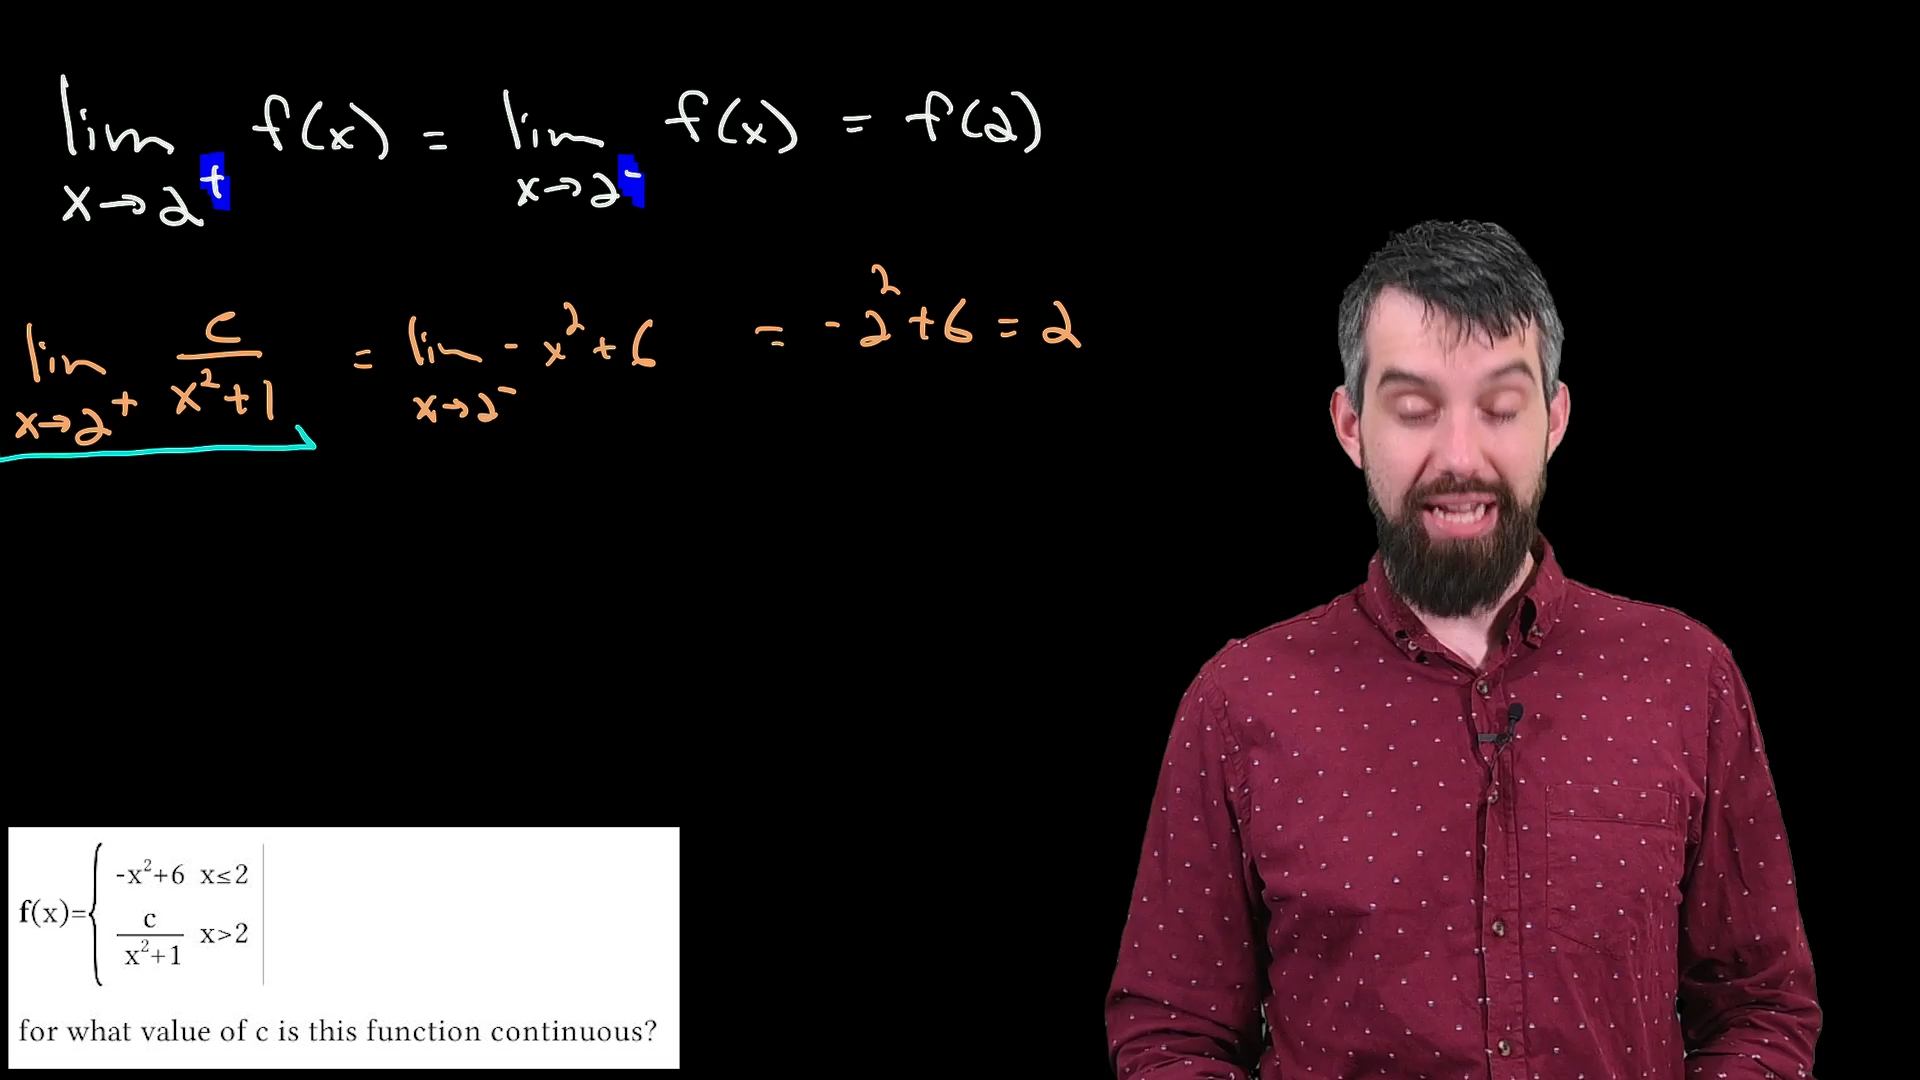 lim f(x) = lim f(x) = f(2)
x→2⁺ x→2⁻
lim c/(x²+1) = lim -x²+6 = -2²+6 = 2
x→2⁺ x→2⁻
f(x)={ -x²+6 x≤2
c/(x²+1) x>2
for what value of c is this function continuous?